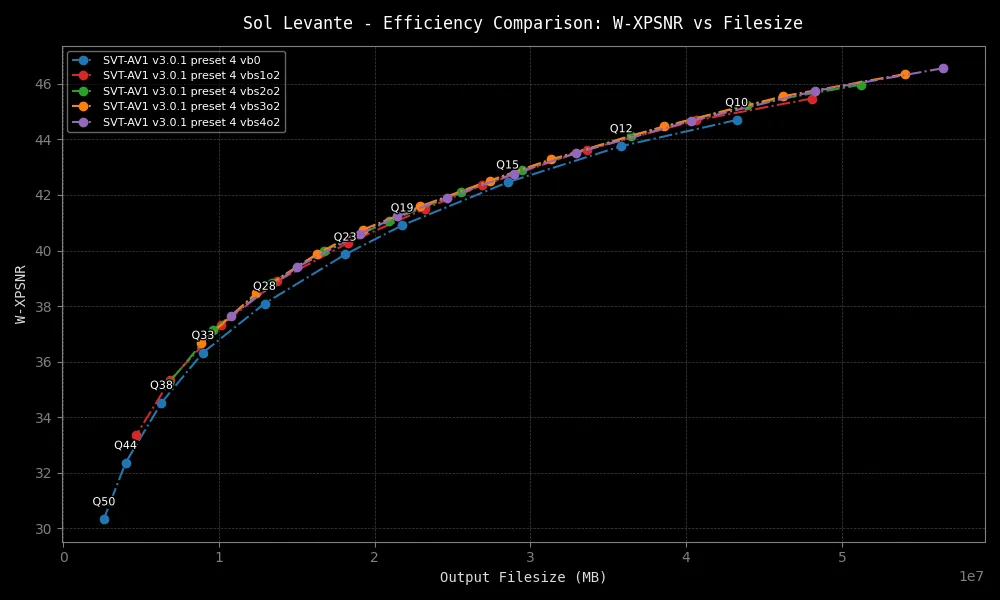 Sol Levante - Efficiency Comparison: W-XPSNR vs Filesize
SVT-AV1 v3.0.1 preset 4 vb0
SVT-AV1 v3.0.1 preset 4 vbs1o2
SVT-AV1 v3.0.1 preset 4 vbs2o2
SVT-AV1 v3.0.1 preset 4 vbs3o2
SVT-AV1 v3.0.1 preset 4 vbs4o2
W-XPSNR
46
44
42
40
38
36
34
32
30
Q10
Q12
Q15
Q19
Q23
Q28
Q33
Q38
Q44
Q50
0 1 2 3 4 5
1e7
Output Filesize (MB)